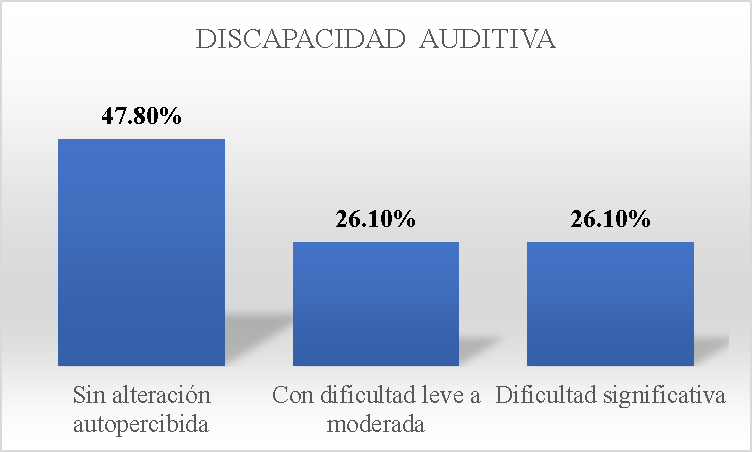 DISCAPACIDAD AUDITIVA
47.80%
26.10%
26.10%
Sin alteración
autopercibida
Con dificultad leve a
moderada
Dificultad significativa